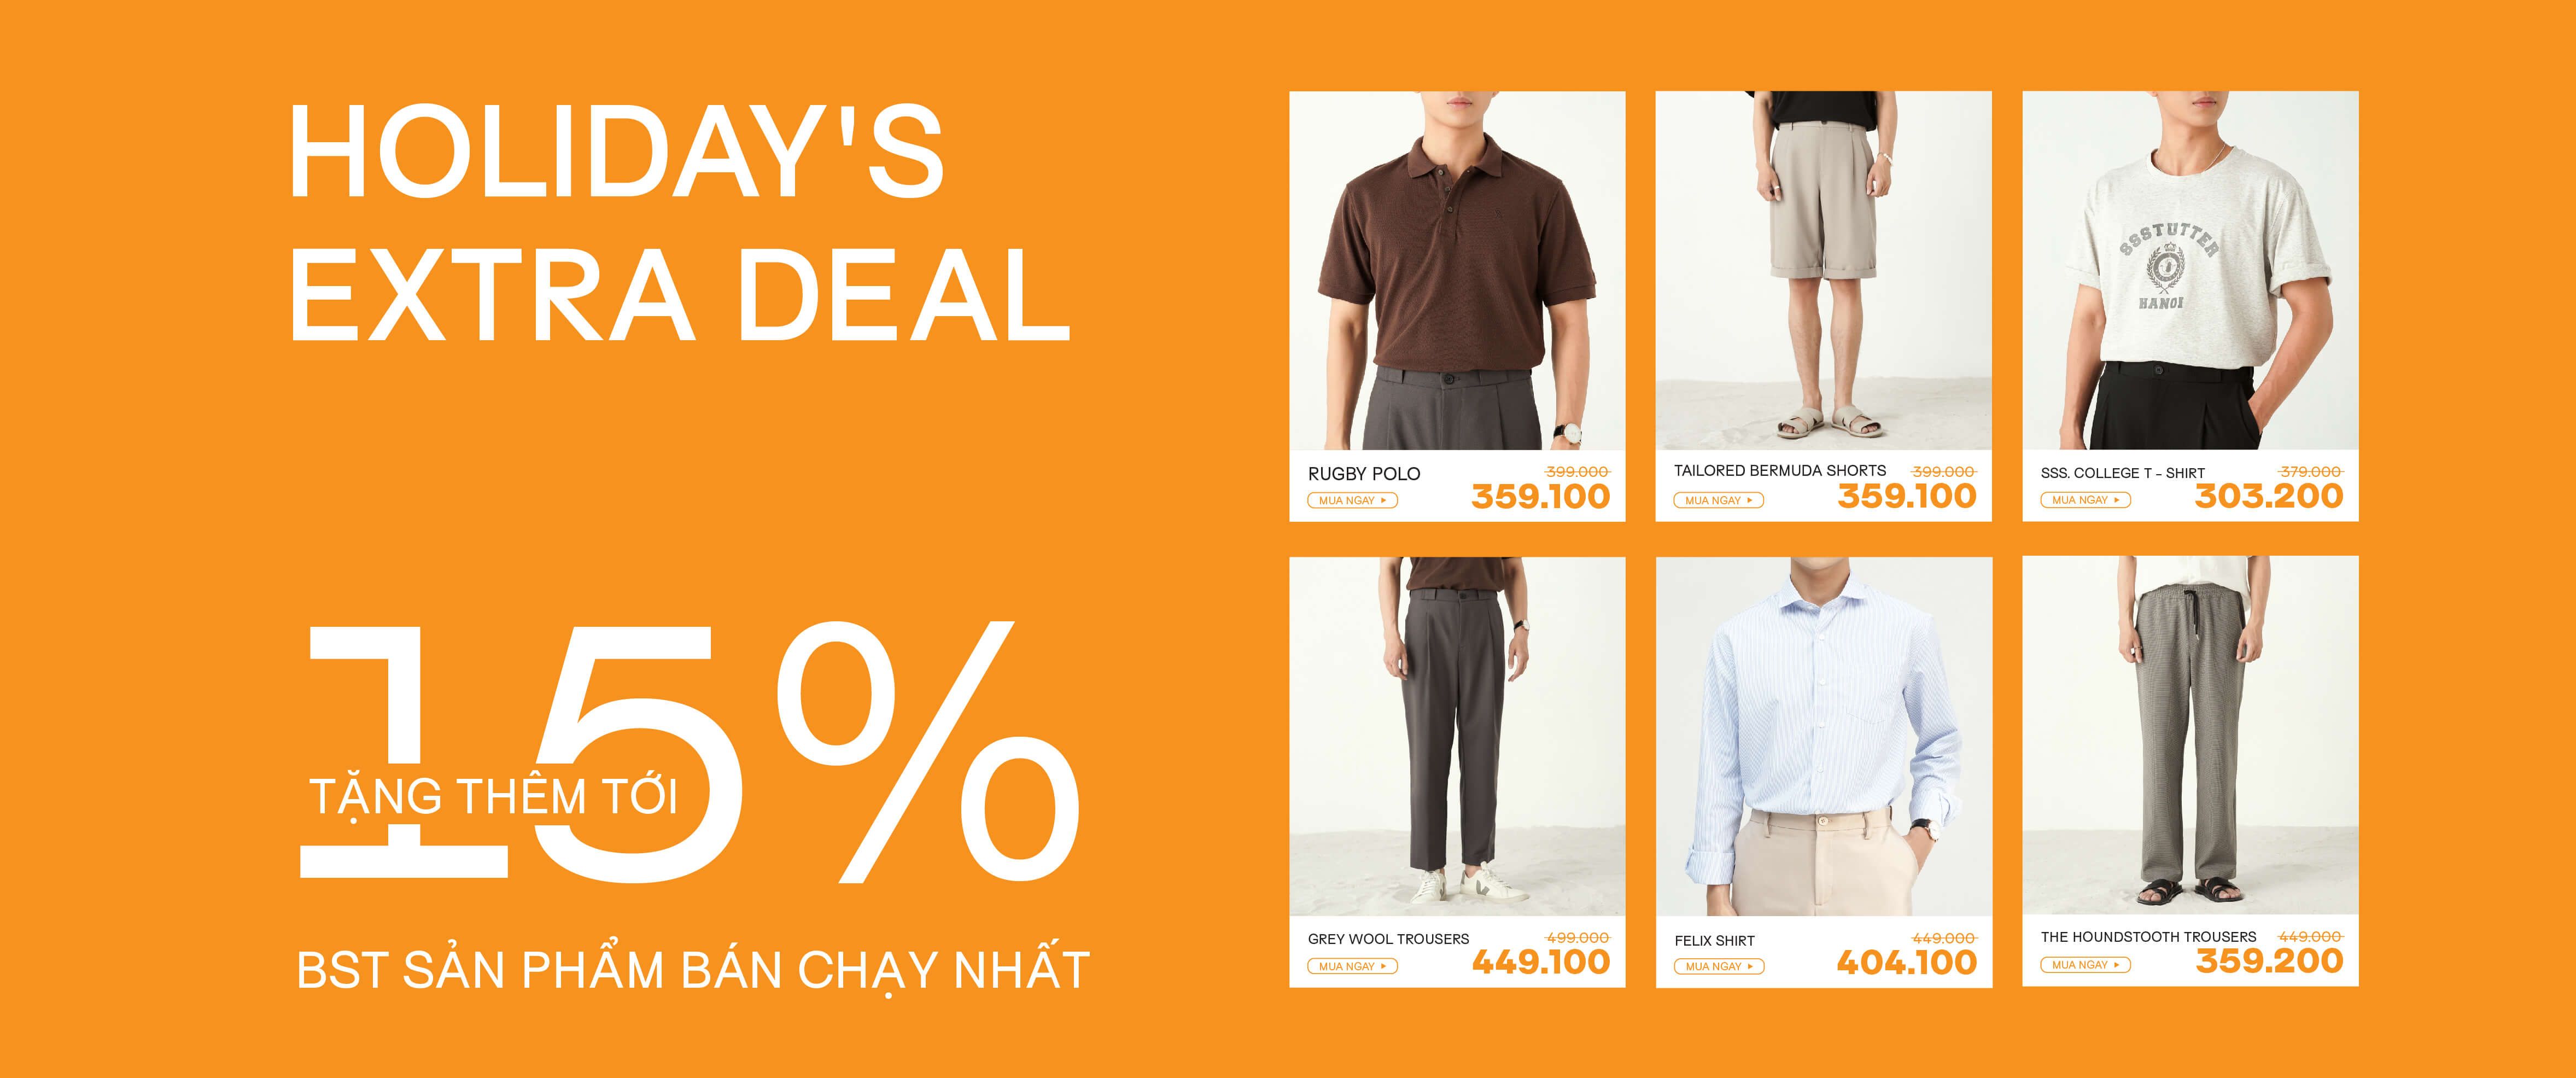 HOLIDAY'S
EXTRA DEAL
15%
TẶNG THÊM TỚI
BST SẢN PHẨM BÁN CHẠY NHẤT
RUGBY POLO
399.000
MUA NGAY
359.100
TAILORED BERMUDA SHORTS
399.000
MUA NGAY
359.100
SSSTUTTER
HANOI
SSS. COLLEGE T - SHIRT
379.000
MUA NGAY
303.200
GREY WOOL TROUSERS
499.000
MUA NGAY
449.100
FELIX SHIRT
449.000
MUA NGAY
404.100
THE HOUNDSTOOTH TROUSERS
449.000
MUA NGAY
359.200